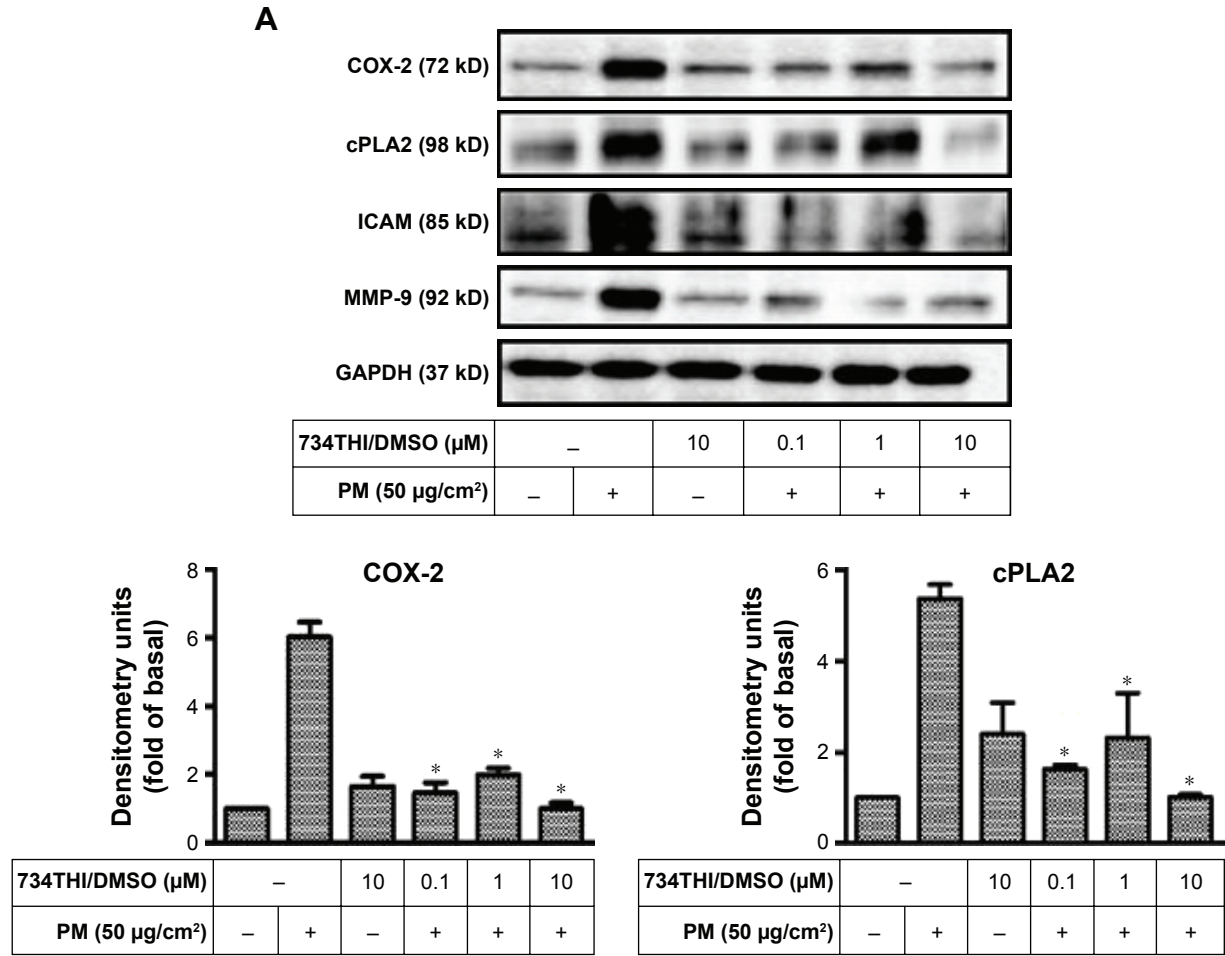 A
COX-2 (72 kD)
cPLA2 (98 kD)
ICAM (85 kD)
MMP-9 (92 kD)
GAPDH (37 kD)
734THI/DMSO (µM) – 10 0.1 1 10
PM (50 µg/cm²) – + – + + +
COX-2
Densitometry units
(fold of basal)
8
6
4
2
0
* * *
734THI/DMSO (µM) – 10 0.1 1 10
PM (50 µg/cm²) – + – + + +
cPLA2
Densitometry units
(fold of basal)
6
4
2
0
* * *
734THI/DMSO (µM) – 10 0.1 1 10
PM (50 µg/cm²) – + – + + +